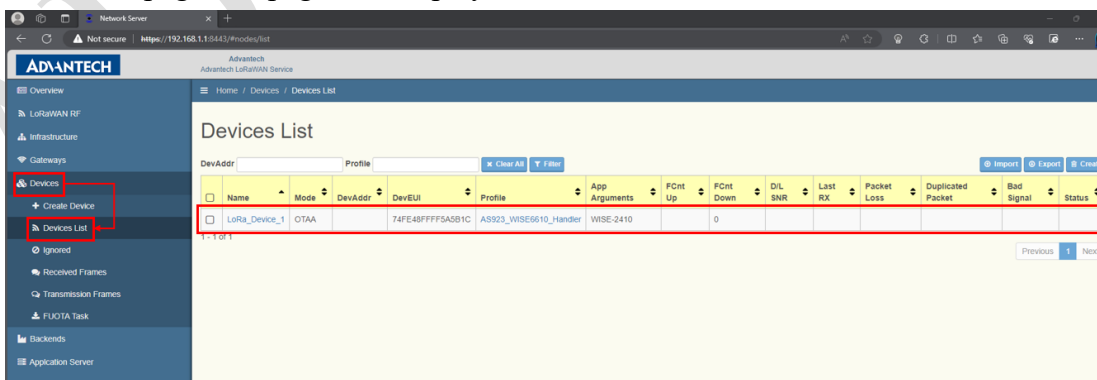 Network Server
Not secure https://192.168.1.1:8443/#nodes/list
ADVANTECH
Advantech
Advantech LoRaWAN Service
Overview
Home / Devices / Devices List
LoRaWAN RF
Infrastructure
Devices List
Gateways
DevAddr Profile Clear All Filter Import Export
Devices
Name Mode DevAddr DevEUI Profile App Arguments FCnt Up FCnt Down D/L SNR Last RX Packet Loss Duplicated Packet Bad Signal Status
Create Device
LoRa_Device_1 OTAA 74FE48FFFF5A5B1C AS923_WISE6610_Handler WISE-2410 0
Devices List
1 - 1 of 1
Ignored
Previous 1
Received Frames
Transmission Frames
FUOTA Task
Backends
Application Server